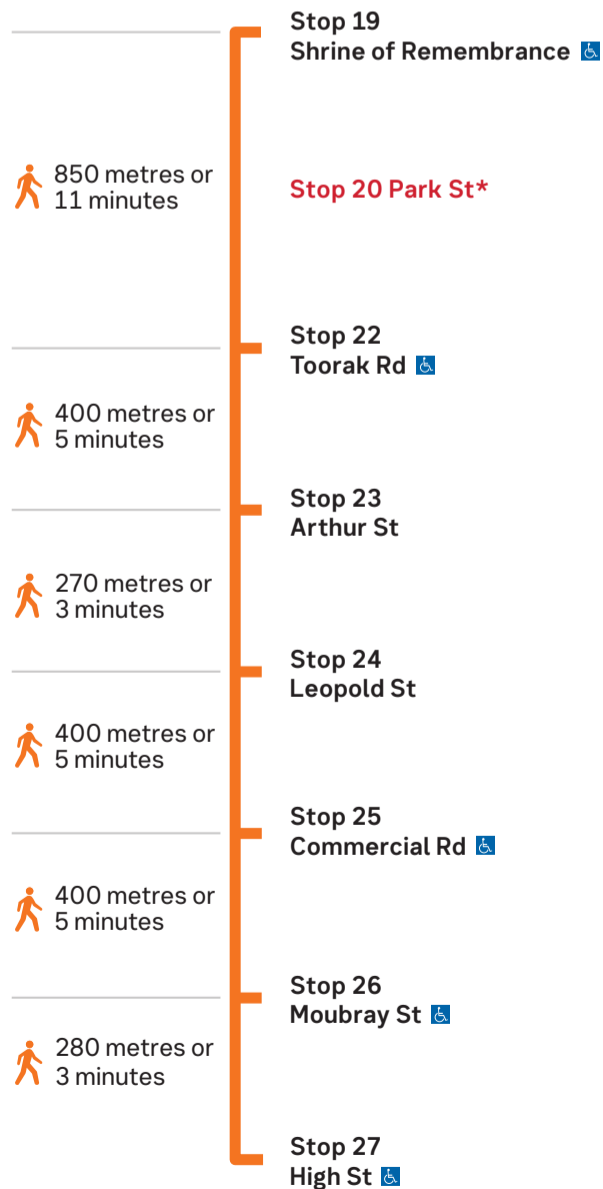 Stop 19
Shrine of Remembrance
850 metres or
11 minutes
Stop 20 Park St*
Stop 22
Toorak Rd
400 metres or
5 minutes
Stop 23
Arthur St
270 metres or
3 minutes
Stop 24
Leopold St
400 metres or
5 minutes
Stop 25
Commercial Rd
400 metres or
5 minutes
Stop 26
Moubray St
280 metres or
3 minutes
Stop 27
High St